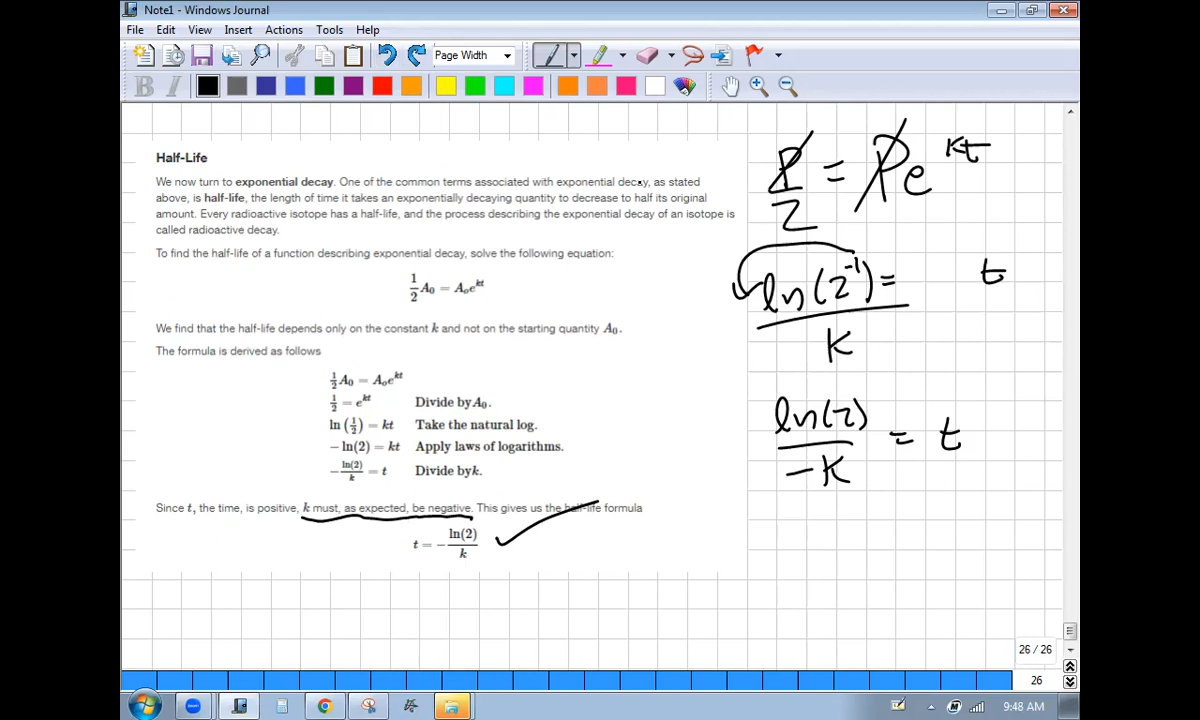 Note1 - Windows Journal
File Edit View Insert Actions Tools Help
Page Width
B I
Half-Life
We now turn to exponential decay. One of the common terms associated with exponential decay, as stated
above, is half-life, the length of time it takes an exponentially decaying quantity to decrease to half its original
amount. Every radioactive isotope has a half-life, and the process describing the exponential decay of an isotope is
called radioactive decay.
To find the half-life of a function describing exponential decay, solve the following equation:
1/2 A₀ = Aₒe^kt
We find that the half-life depends only on the constant k and not on the starting quantity A₀.
The formula is derived as follows
1/2 A₀ = Aₒe^kt
1/2 = e^kt Divide by A₀.
ln(1/2) = kt Take the natural log.
− ln(2) = kt Apply laws of logarithms.
− ln(2)/k = t Divide by k.
Since t, the time, is positive, k must, as expected, be negative. This gives us the half-life formula
t = − ln(2)/k
P/2 = Pe^kt
ln(2^-1)/k = t
ln(2)/-k = t
26 / 26
26
9:48 AM